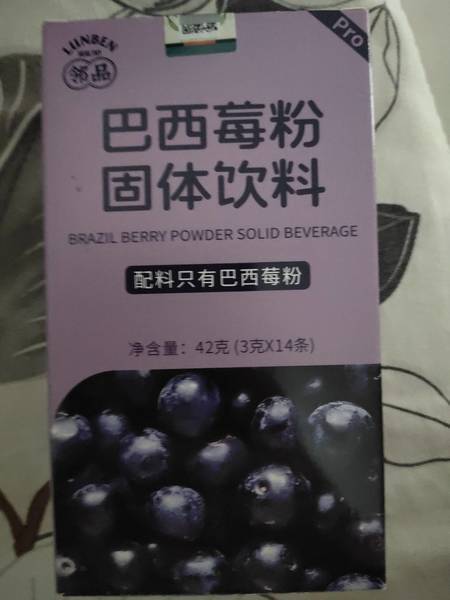 LUNBEN
邻品
Pro
巴西莓粉
固体饮料
BRAZIL BERRY POWDER SOLID BEVERAGE
配料只有巴西莓粉
净含量：42克 (3克X14条)